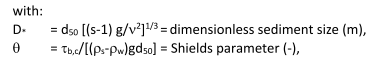 with:
D* = d50 [(s-1) g/ν²]¹/³ = dimensionless sediment size (m),
θ = τb,c/[(ρs-ρw)gd50] = Shields parameter (-),